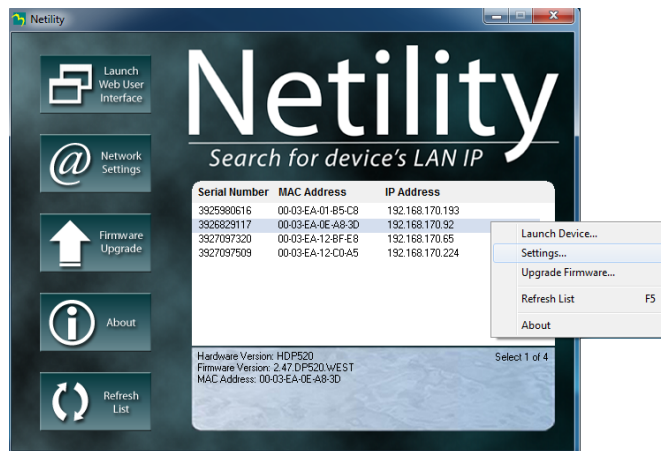 Netility
Launch
Web User
Interface
Network
Settings
Firmware
Upgrade
About
Refresh
List
Netility
Search for device's LAN IP
Serial Number MAC Address IP Address
3925980616 00-03-EA-01-B5-C8 192.168.170.193
3926829117 00-03-EA-0E-A8-3D 192.168.170.92
3927097320 00-03-EA-12-BF-E8 192.168.170.65
3927097509 00-03-EA-12-C0-A5 192.168.170.224
Launch Device...
Settings...
Upgrade Firmware...
Refresh List F5
About
Hardware Version: HDP520 Select 1 of 4
Firmware Version: 2.47.DP520.WEST
MAC Address: 00-03-EA-0E-A8-3D